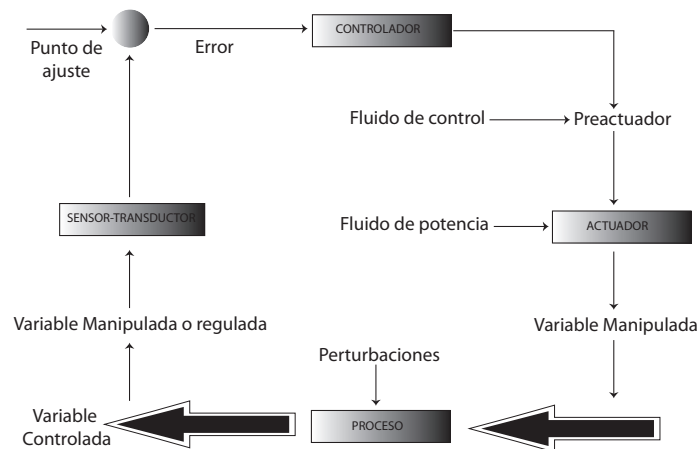 CONTROLADOR
Punto de
ajuste
Error
Fluido de control
Preactuador
SENSOR-TRANSDUCTOR
Fluido de potencia
ACTUADOR
Variable Manipulada o regulada
Variable Manipulada
Perturbaciones
Variable
Controlada
PROCESO